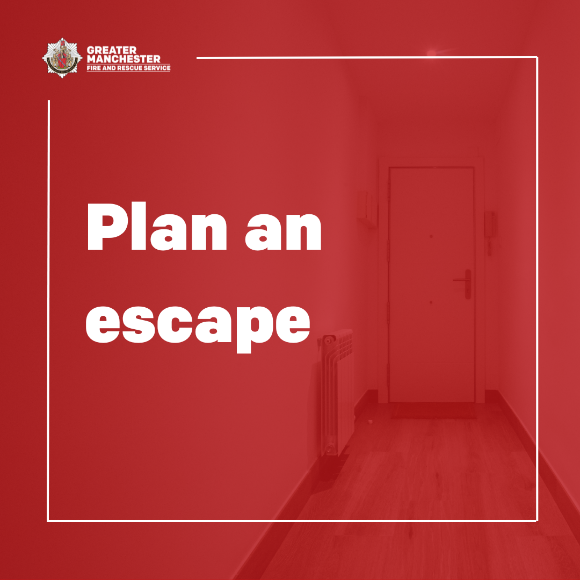 GREATER
MANCHESTER
FIRE AND RESCUE SERVICE
Plan an
escape